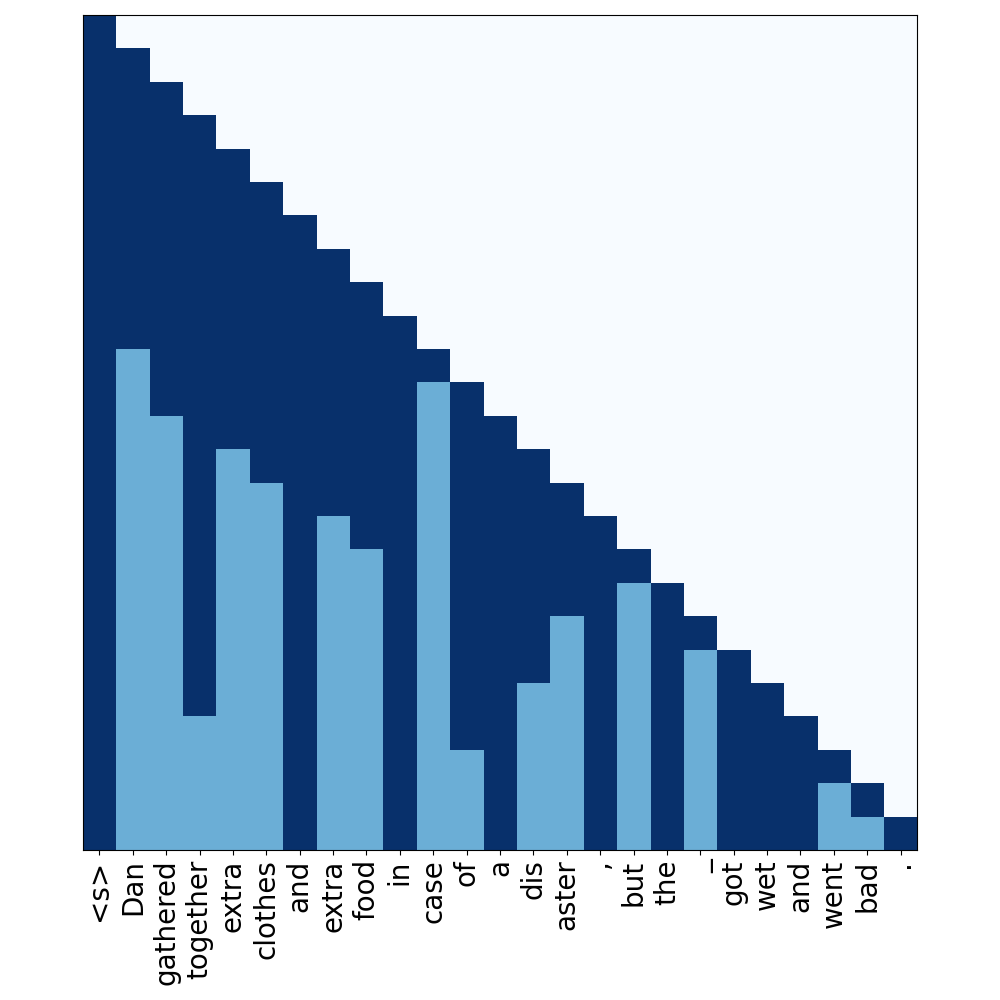 <s> Dan gathered together extra clothes and extra food in case of a dis aster , but the _ got wet and went bad .